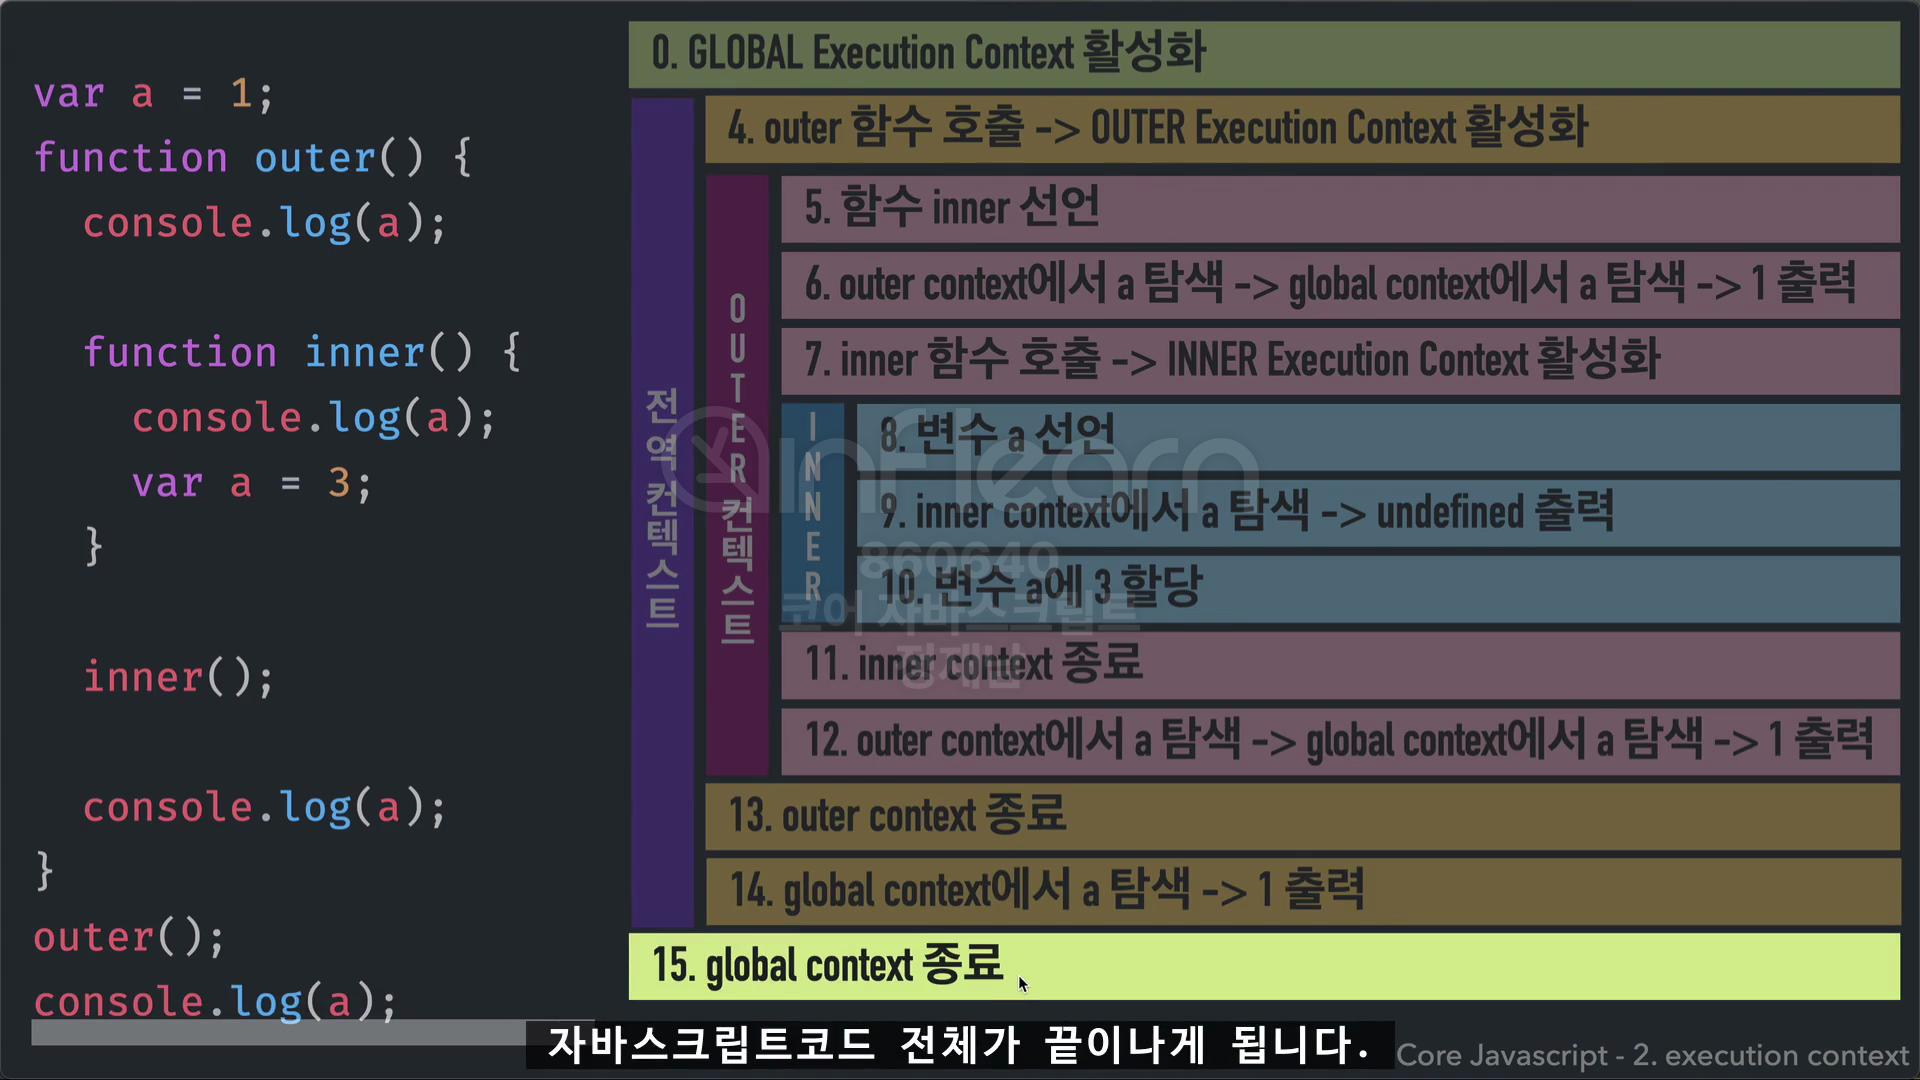 var a = 1;
function outer() {
console.log(a);
function inner() {
console.log(a);
var a = 3;
}
inner();
console.log(a);
}
outer();
console.log(a);
0. GLOBAL Execution Context 활성화
전역 컨텍스트
4. outer 함수 호출 -> OUTER Execution Context 활성화
OUTER 컨텍스트
5. 함수 inner 선언
6. outer context에서 a 탐색 -> global context에서 a 탐색 -> 1 출력
7. inner 함수 호출 -> INNER Execution Context 활성화
INNER
8. 변수 a 선언
9. inner context에서 a 탐색 -> undefined 출력
10. 변수 a에 3 할당
11. inner context 종료
12. outer context에서 a 탐색 -> global context에서 a 탐색 -> 1 출력
13. outer context 종료
14. global context에서 a 탐색 -> 1 출력
15. global context 종료
inflearn
860640
코어 자바스크립트
정재남
자바스크립트코드 전체가 끝이나게 됩니다.
Core Javascript - 2. execution context